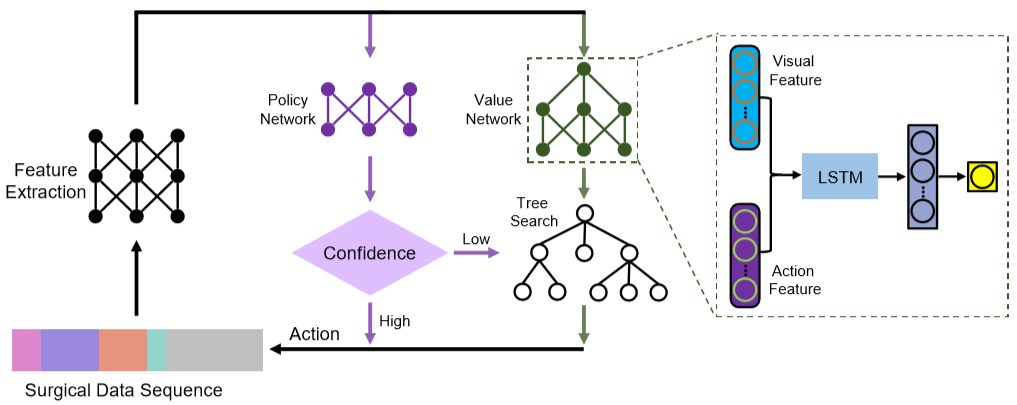 Feature
Extraction
Policy
Network
Value
Network
Tree
Search
Confidence
Low
High
Action
Surgical Data Sequence
Visual
Feature
LSTM
Action
Feature